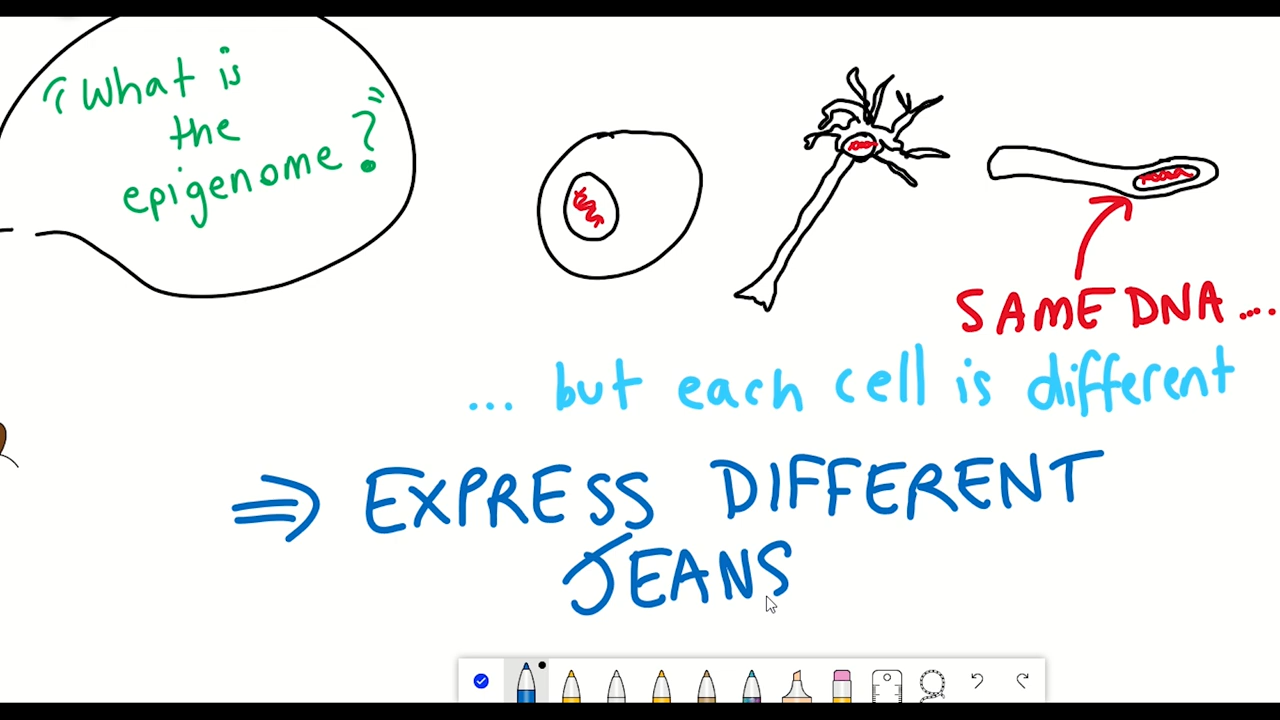 "What is
the
epigenome?"
SAME DNA....
... but each cell is different
⇒ EXPRESS DIFFERENT
JEANS